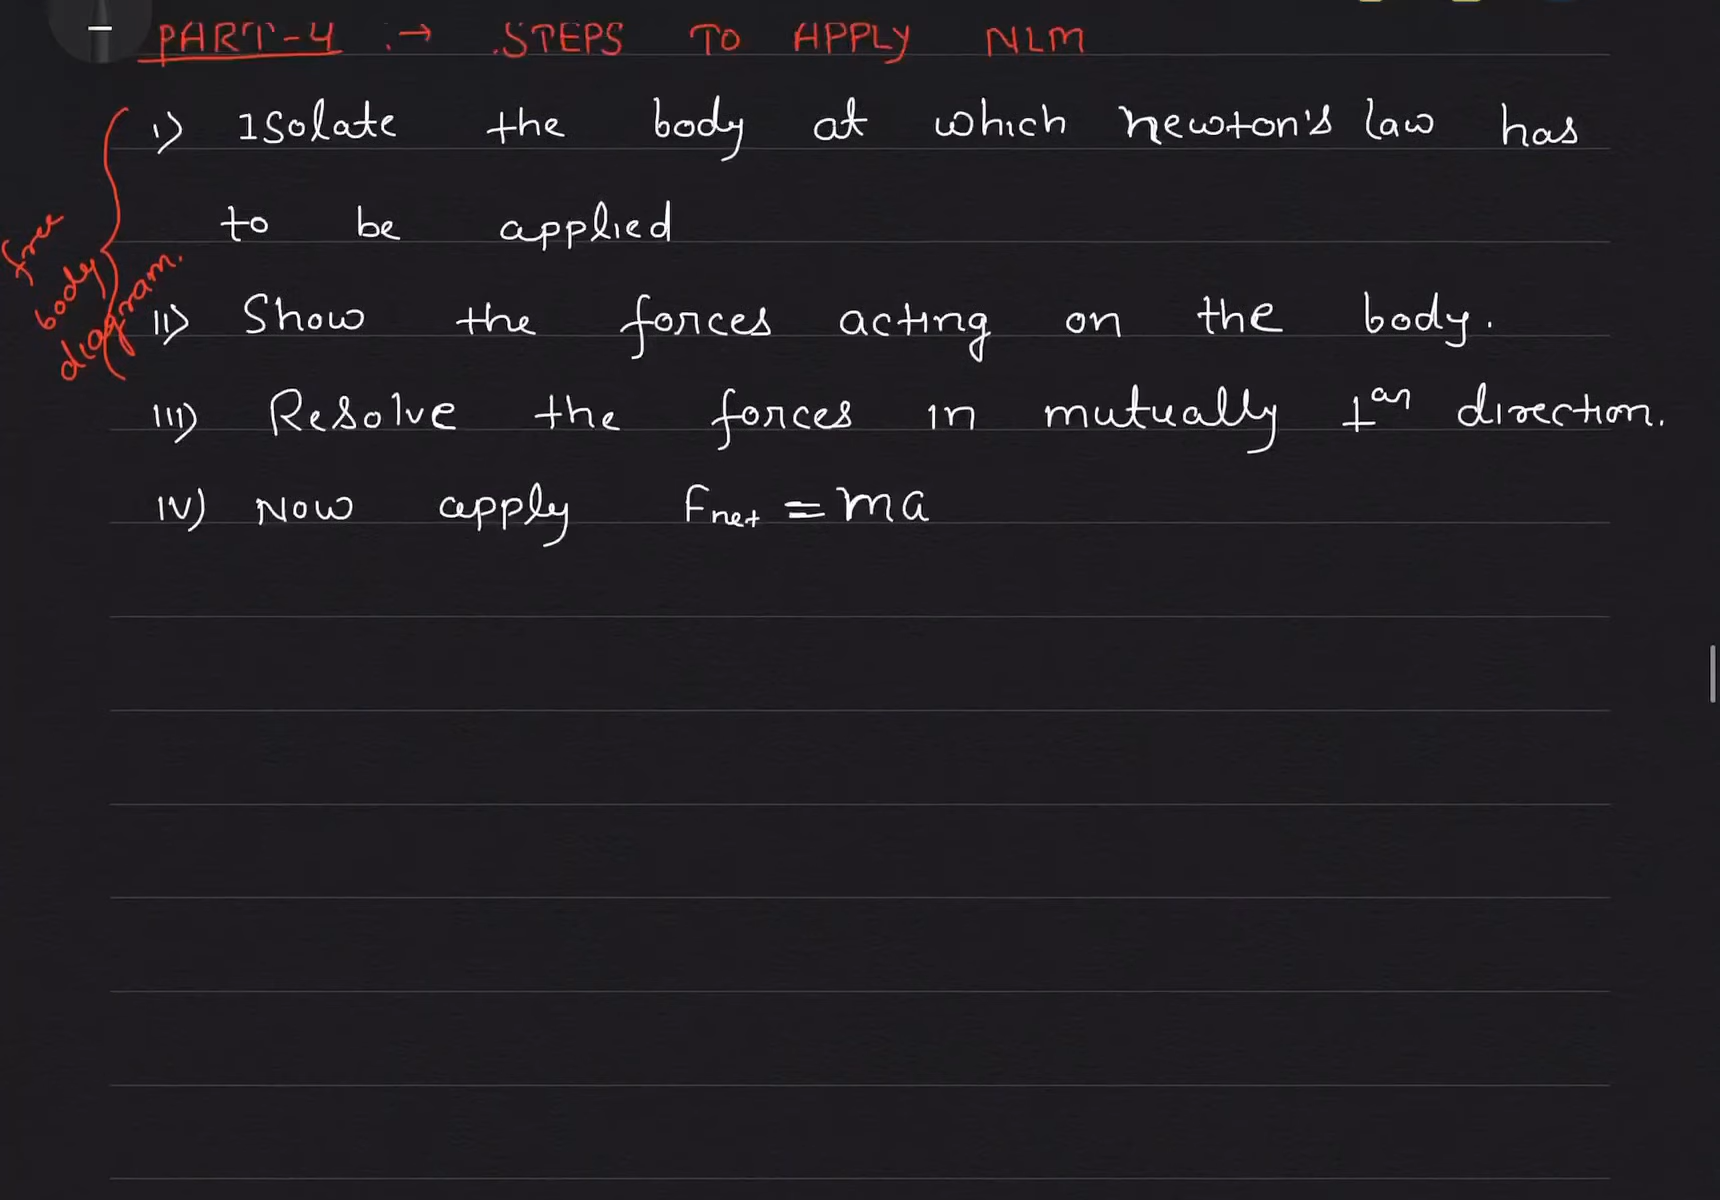 PART-4 :→ STEPS TO APPLY NLM
i) Isolate the body at which newton's law has
to be applied
free
body
diagram.
ii) Show the forces acting on the body.
iii) Resolve the forces in mutually ⊥ar direction.
iv) Now apply Fnet = ma